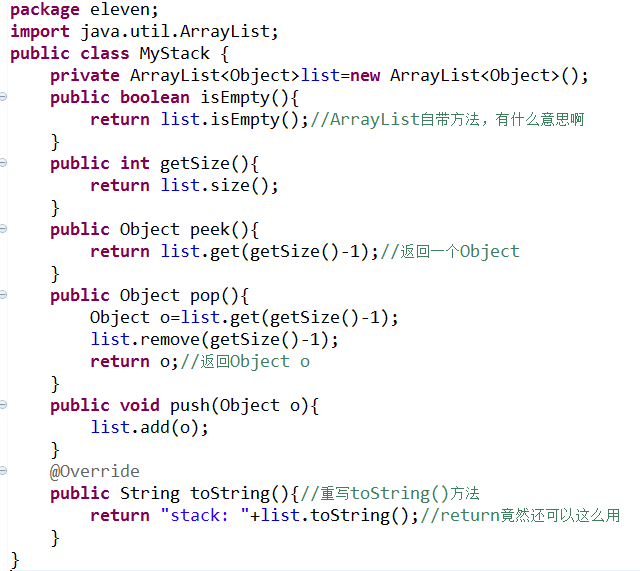 package eleven;
import java.util.ArrayList;
public class MyStack {
    private ArrayList<Object>list=new ArrayList<Object>();
    public boolean isEmpty(){
        return list.isEmpty();//ArrayList自带方法，有什么意思啊
    }
    public int getSize(){
        return list.size();
    }
    public Object peek(){
        return list.get(getSize()-1);//返回一个Object
    }
    public Object pop(){
        Object o=list.get(getSize()-1);
        list.remove(getSize()-1);
        return o;//返回Object o
    }
    public void push(Object o){
        list.add(o);
    }
    @Override
    public String toString(){//重写toString()方法
        return "stack: "+list.toString();//return竟然还可以这么用
    }
}